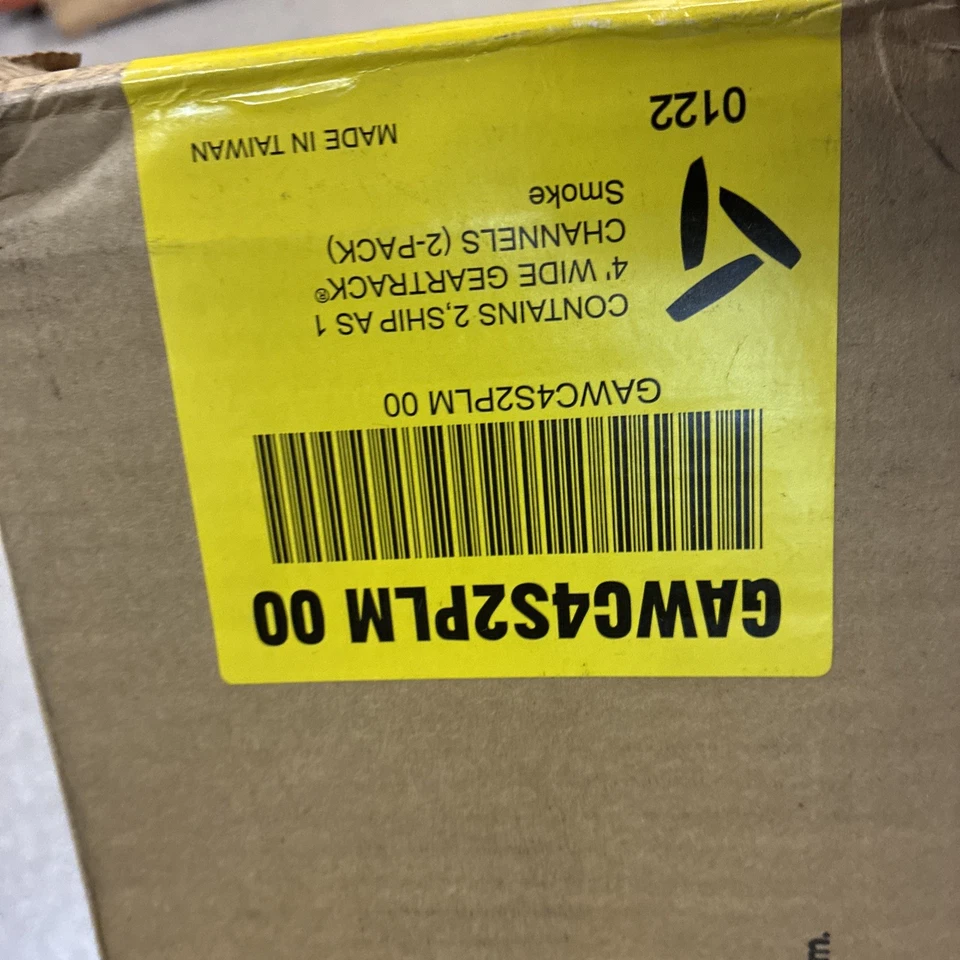 GAWC4S2PLM 00
GAWC4S2PLM 00
CONTAINS 2,SHIP AS 1
4' WIDE GEARTRACK®
CHANNELS (2-PACK)
Smoke
0122
MADE IN TAIWAN
m.